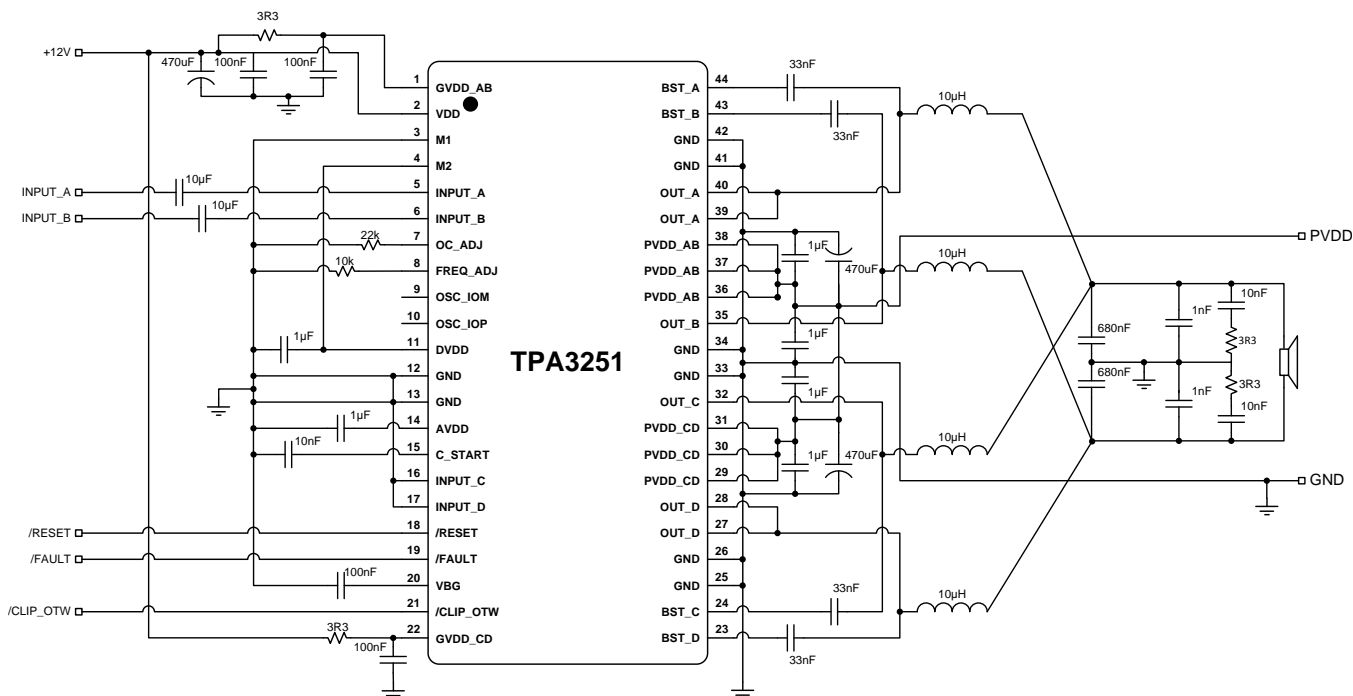 3R3
+12V
470uF
100nF
100nF
1
GVDD_AB
2
VDD
3
M1
4
M2
10µF
INPUT_A
5
INPUT_A
10µF
INPUT_B
6
INPUT_B
22k
7
OC_ADJ
10k
8
FREQ_ADJ
9
OSC_IOM
10
OSC_IOP
1µF
11
DVDD
12
GND
13
GND
1µF
14
AVDD
10nF
15
C_START
16
INPUT_C
17
INPUT_D
/RESET
18
/RESET
/FAULT
19
/FAULT
100nF
20
VBG
/CLIP_OTW
21
/CLIP_OTW
3R3
100nF
22
GVDD_CD
TPA3251
44
BST_A
33nF
43
BST_B
33nF
42
GND
41
GND
40
OUT_A
39
OUT_A
38
PVDD_AB
37
PVDD_AB
36
PVDD_AB
35
OUT_B
34
GND
33
GND
32
OUT_C
31
PVDD_CD
30
PVDD_CD
29
PVDD_CD
28
OUT_D
27
OUT_D
26
GND
25
GND
24
BST_C
33nF
23
BST_D
33nF
1µF
470uF
1µF
1µF
1µF
470uF
10µH
10µH
10µH
10µH
PVDD
680nF
1nF
10nF
3R3
680nF
1nF
3R3
10nF
GND